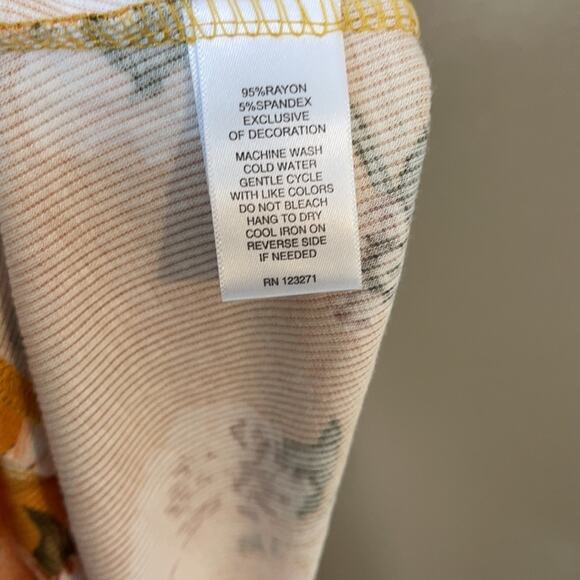 95%RAYON
5%SPANDEX
EXCLUSIVE
OF DECORATION
MACHINE WASH
COLD WATER
GENTLE CYCLE
WITH LIKE COLORS
DO NOT BLEACH
HANG TO DRY
COOL IRON ON
REVERSE SIDE
IF NEEDED
RN 123271